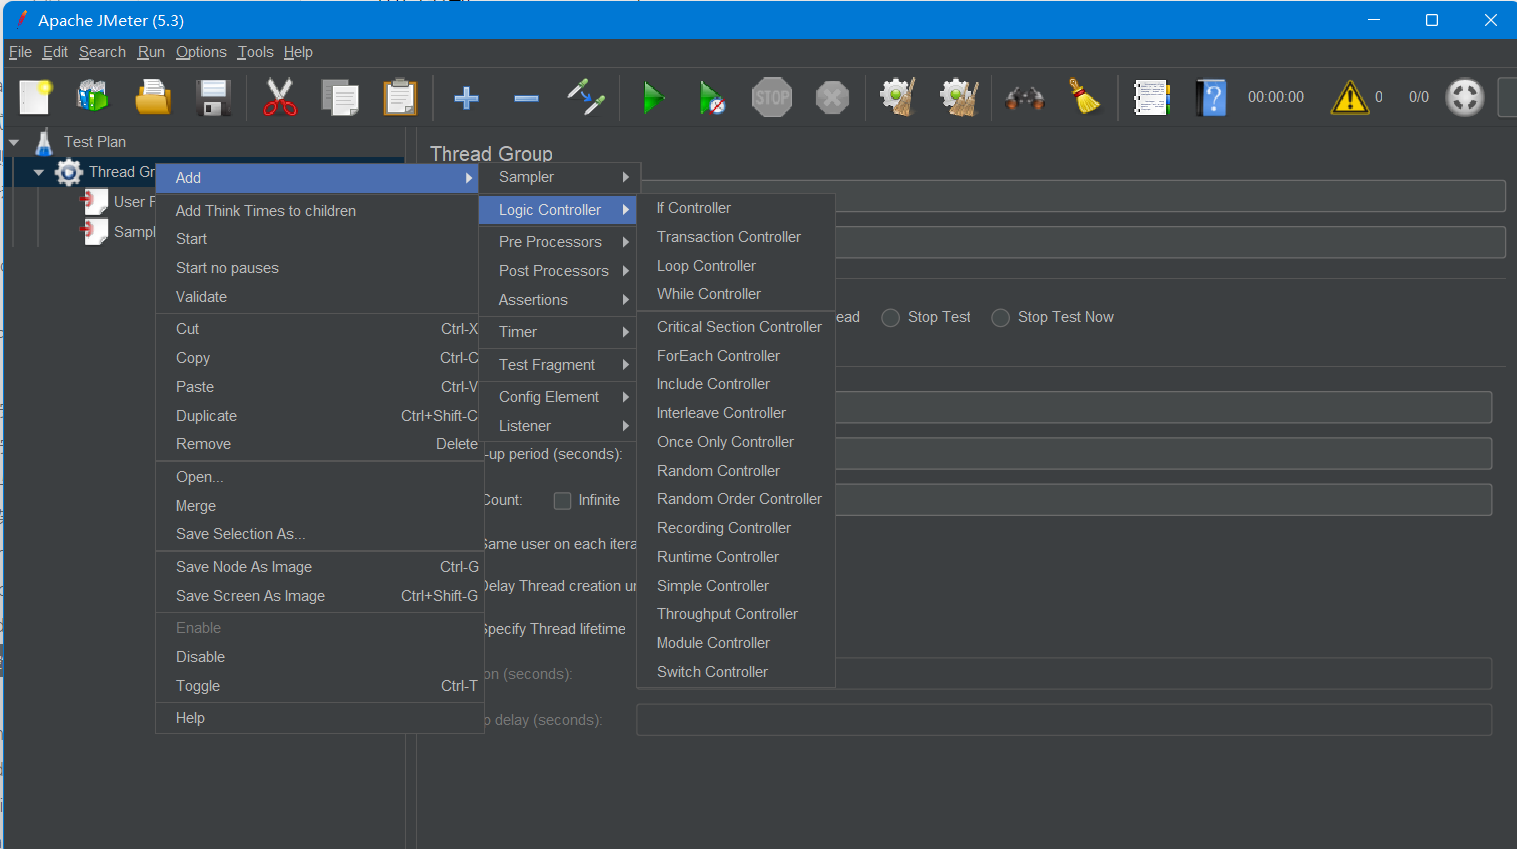 Apache JMeter (5.3)
File Edit Search Run Options Tools Help
STOP
00:00:00
0
0/0
Test Plan
Thread Gr
User
Sampl
Add
Add Think Times to children
Start
Start no pauses
Validate
Cut Ctrl-X
Copy Ctrl-C
Paste Ctrl-V
Duplicate Ctrl+Shift-C
Remove Delete
Open...
Merge
Save Selection As...
Save Node As Image Ctrl-G
Save Screen As Image Ctrl+Shift-G
Enable
Disable
Toggle Ctrl-T
Help
Thread Group
Sampler
Logic Controller
Pre Processors
Post Processors
Assertions
Timer
Test Fragment
Config Element
Listener
If Controller
Transaction Controller
Loop Controller
While Controller
Critical Section Controller
ForEach Controller
Include Controller
Interleave Controller
Once Only Controller
Random Controller
Random Order Controller
Recording Controller
Runtime Controller
Simple Controller
Throughput Controller
Module Controller
Switch Controller
ead Stop Test Stop Test Now
-up period (seconds):
Count: Infinite
Same user on each itera
Delay Thread creation un
Specify Thread lifetime
on (seconds):
p delay (seconds):